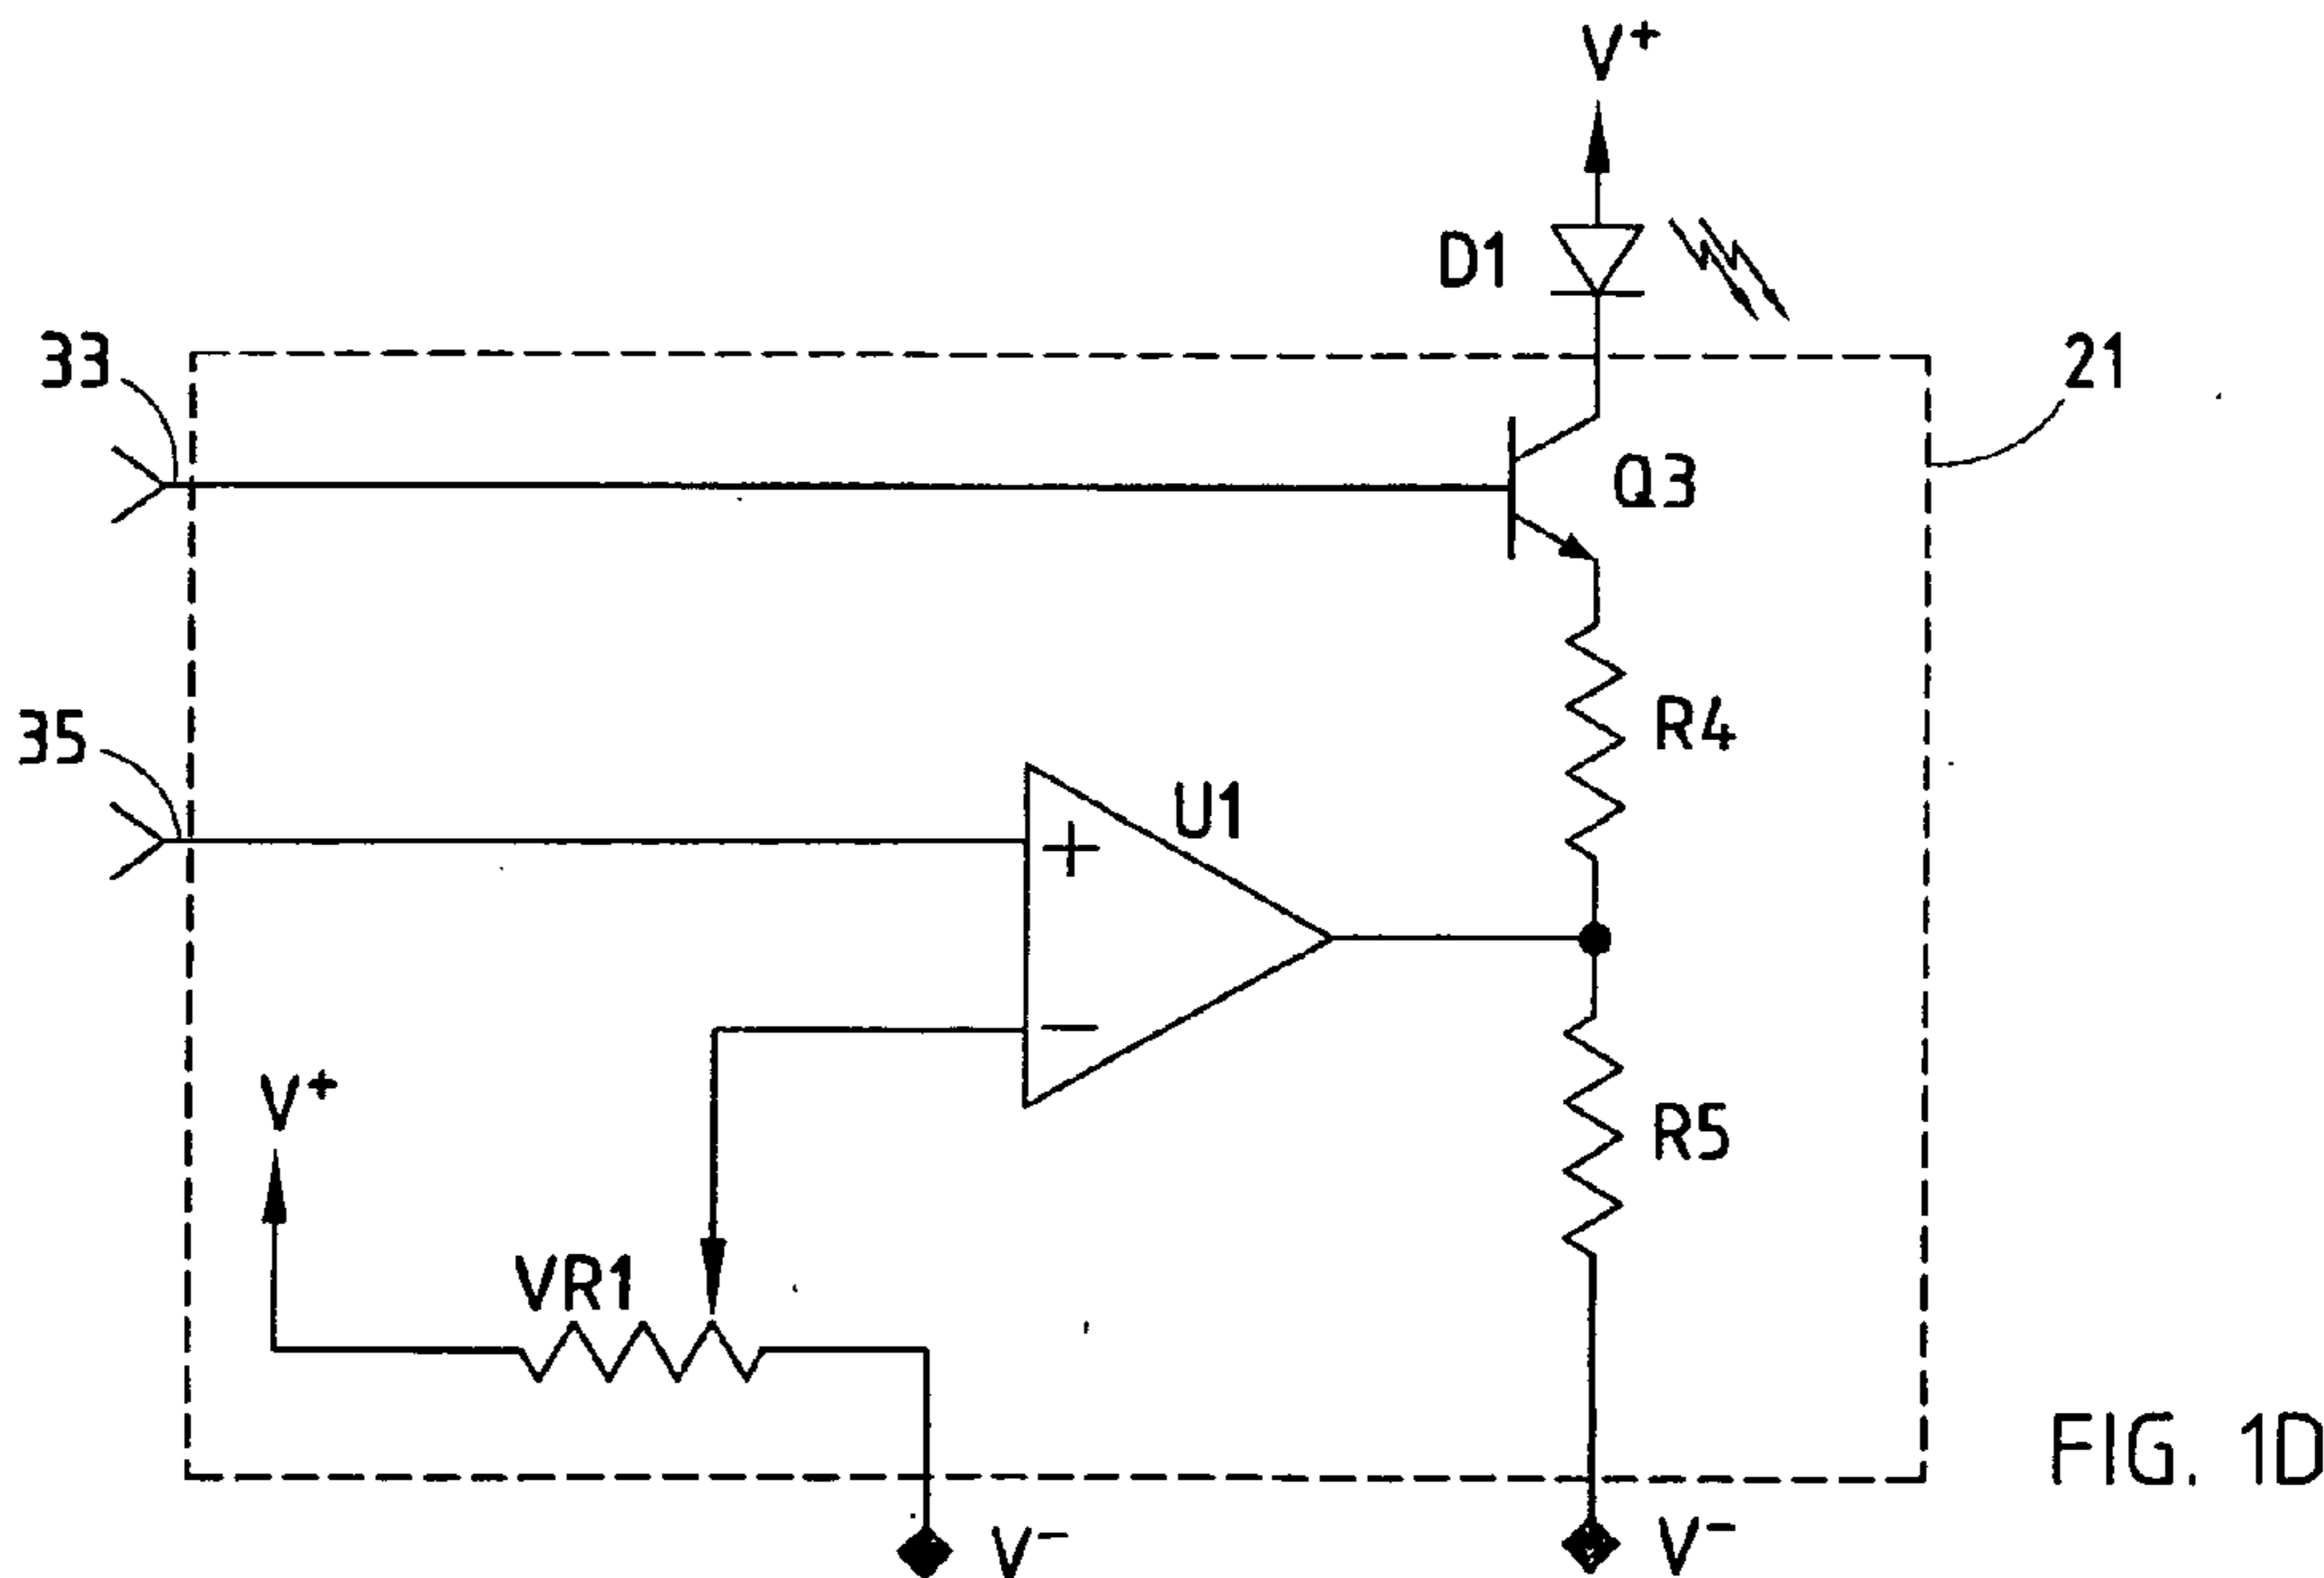 V+
D1
33
21
Q3
35
R4
U1
+
−
V+
R5
VR1
FIG. 1D
V−
V−